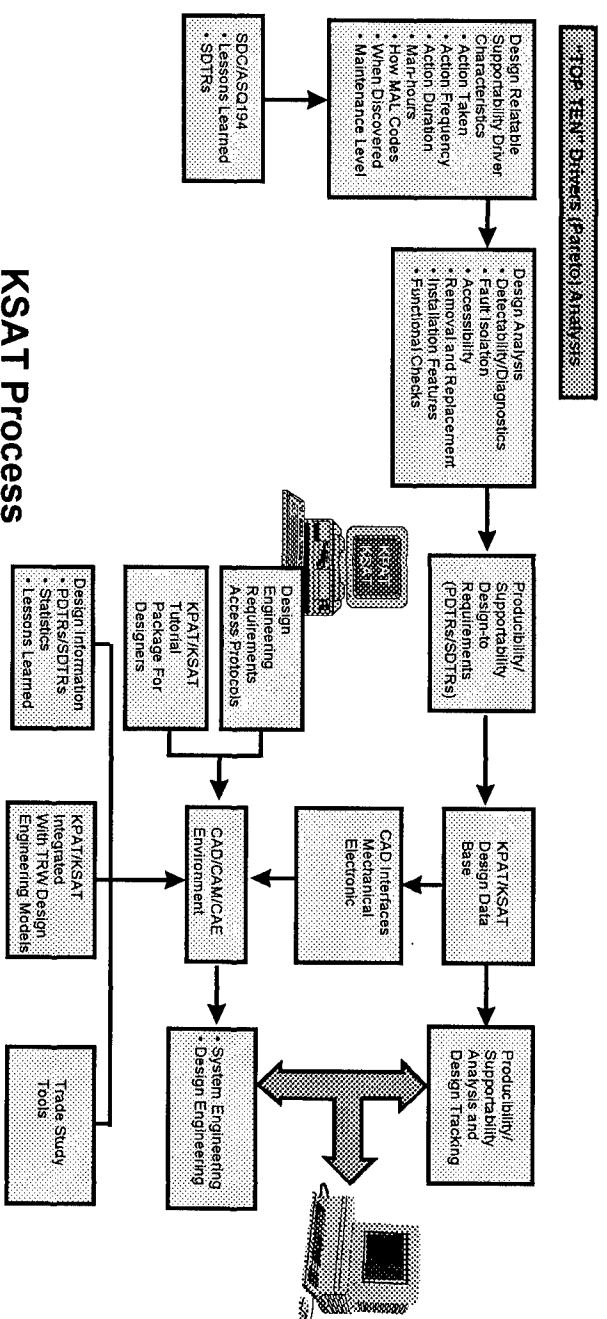 "TOP TEN" Drivers (Pareto) Analysis
Design Relatable
Supportability Driver
Characteristics
• Action Taken
• Action Frequency
• Action Duration
• Man-hours
• How MAL Codes
• When Discovered
• Maintenance Level
SDC/ASQ194
• Lessons Learned
• SDTRs
Design Analysis
• Detectability/Diagnostics
• Fault Isolation
• Accessibility
• Removal and Replacement
• Installation Features
• Functional Checks
Producibility/
Supportability
Design-to
Requirements
(PDTRs/SDTRs)
KPAT/KSAT
Design Data
Base
Producibility/
Supportability
Analysis and
Design Tracking
CAD Interfaces
Mechanical
Electronic
KSAT
KSAT
Design
Engineering
Requirements
Access Protocols
KPAT/KSAT
Tutorial
Package For
Designers
CAD/CAM/CAE
Environment
• System Engineering
• Design Engineering
Design Information
• PDTRs/SDTRs
• Statistics
• Lessons Learned
KPAT/KSAT
Integrated
With TRW Design
Engineering Models
Trade Study
Tools
KSAT Process